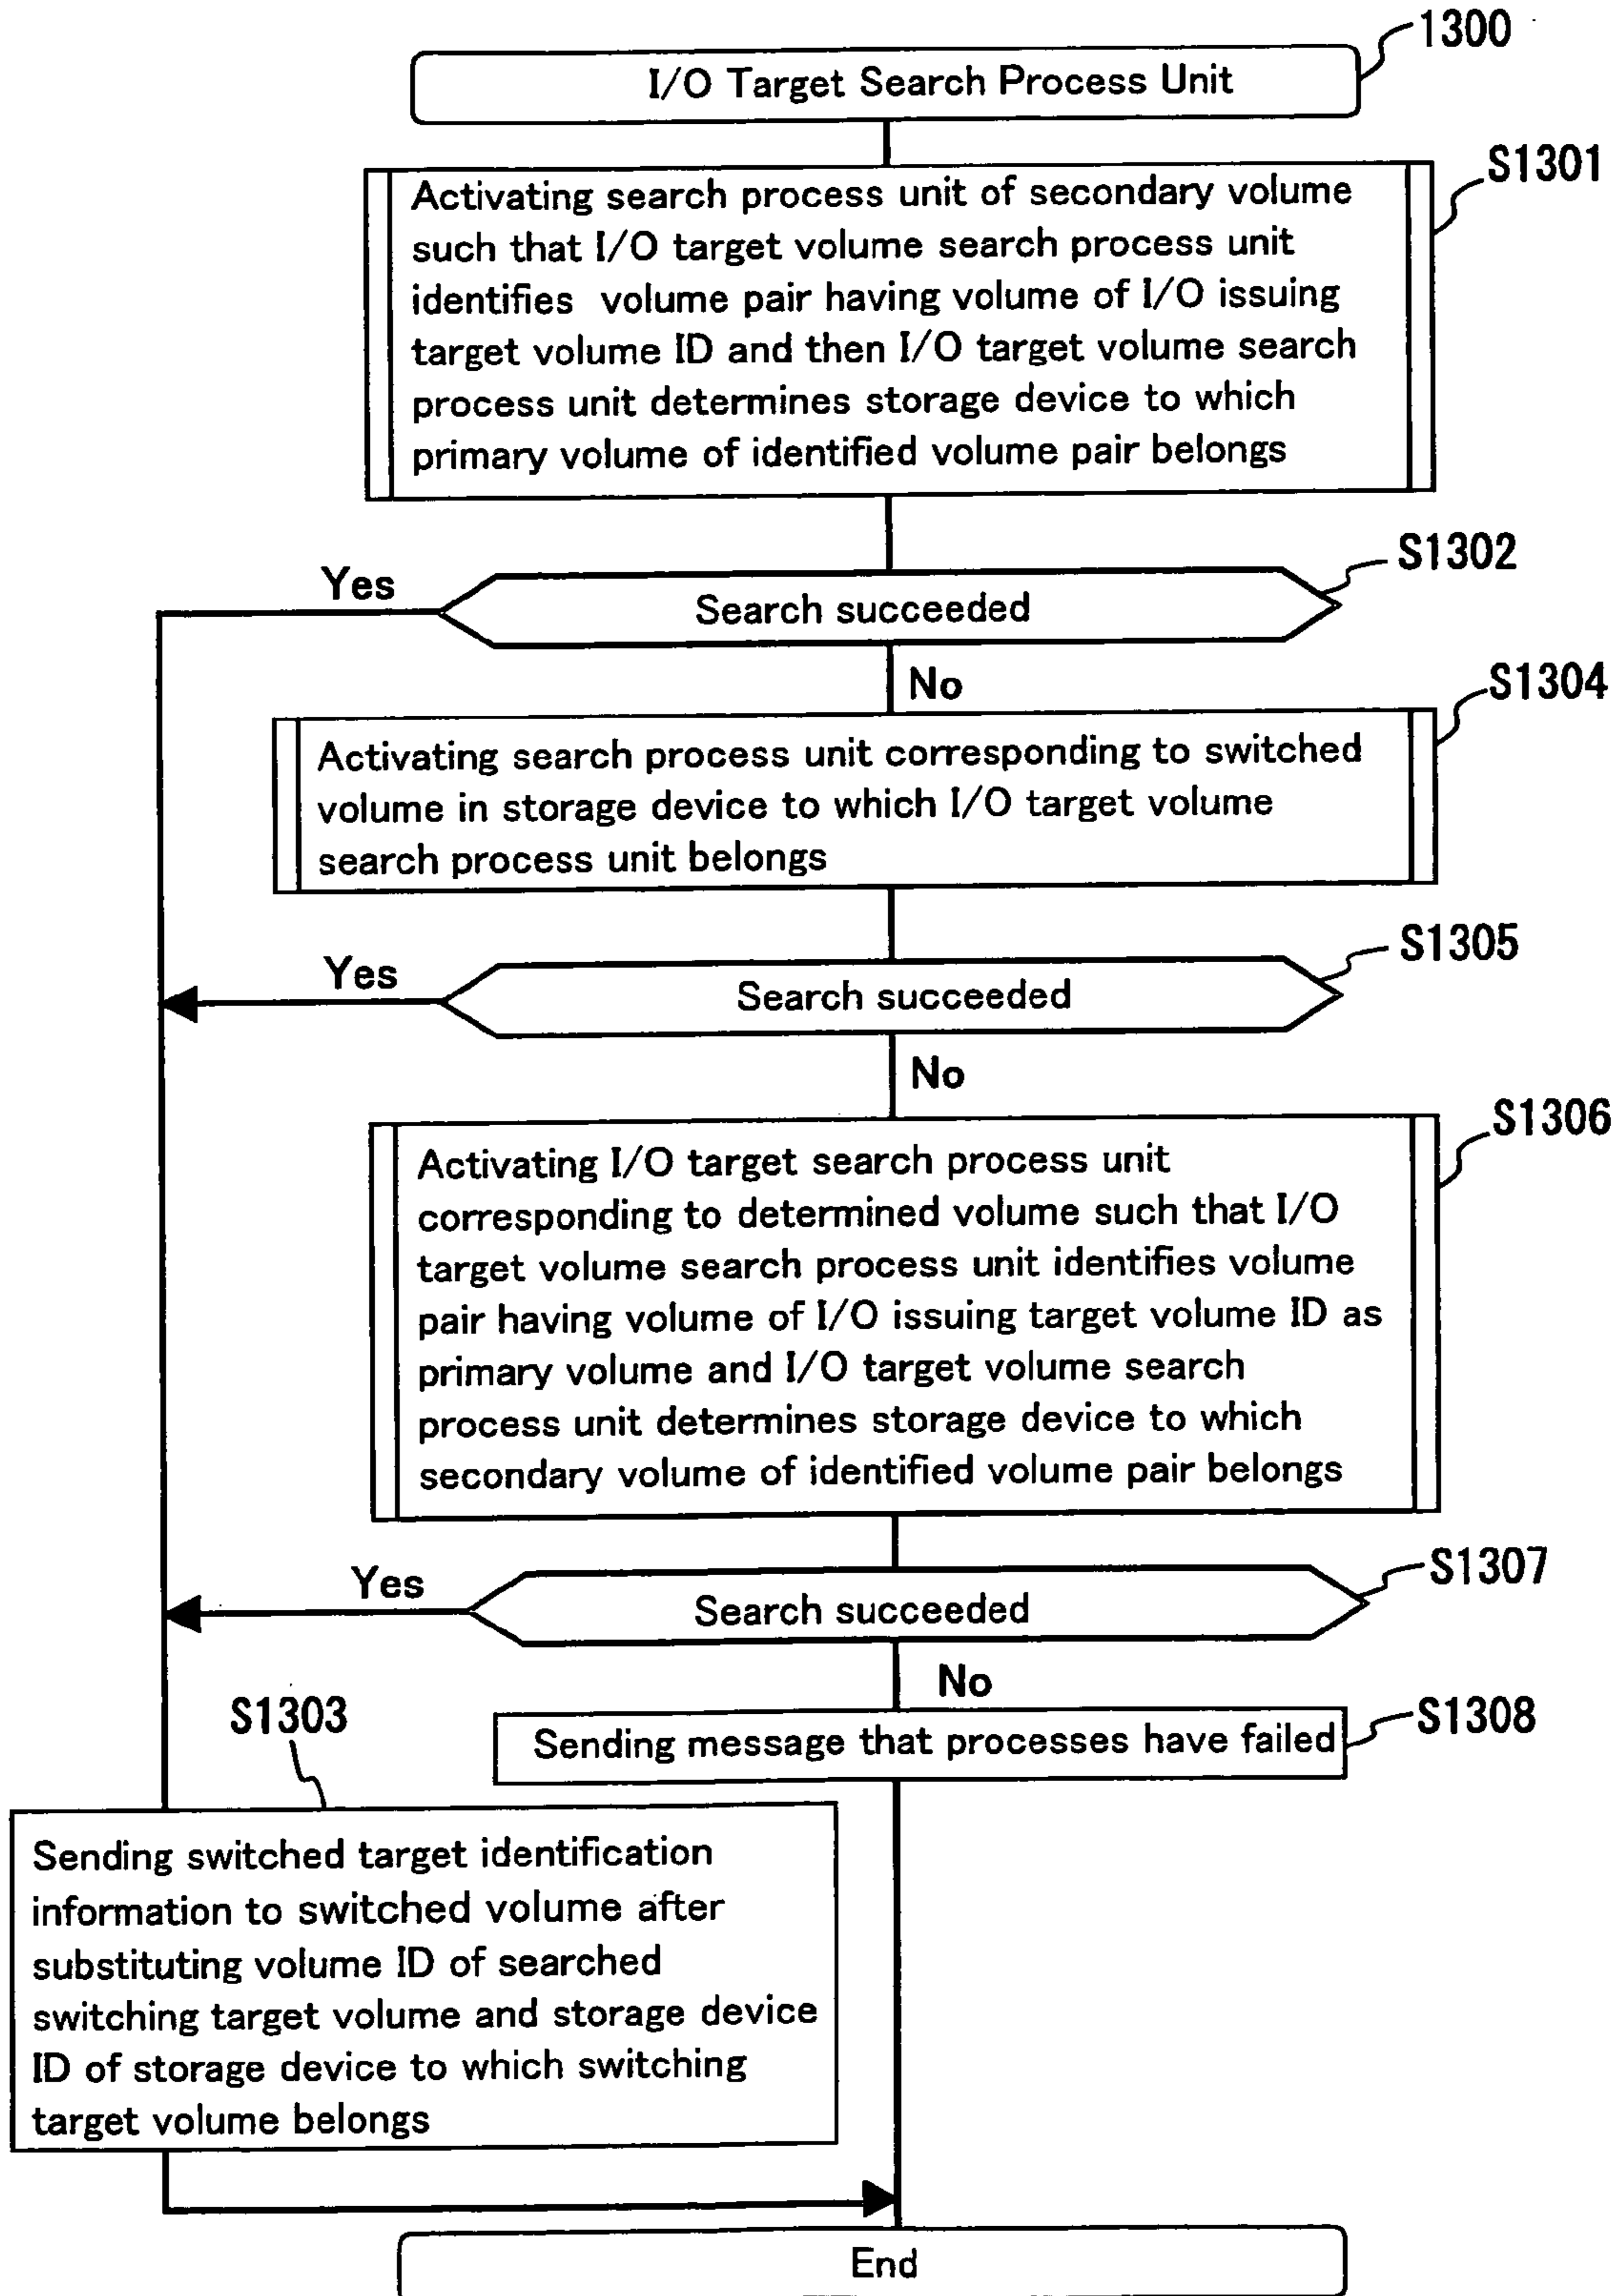 1300
I/O Target Search Process Unit
S1301
Activating search process unit of secondary volume
such that I/O target volume search process unit
identifies volume pair having volume of I/O issuing
target volume ID and then I/O target volume search
process unit determines storage device to which
primary volume of identified volume pair belongs
S1302
Yes
Search succeeded
No
S1304
Activating search process unit corresponding to switched
volume in storage device to which I/O target volume
search process unit belongs
S1305
Yes
Search succeeded
No
S1306
Activating I/O target search process unit
corresponding to determined volume such that I/O
target volume search process unit identifies volume
pair having volume of I/O issuing target volume ID as
primary volume and I/O target volume search
process unit determines storage device to which
secondary volume of identified volume pair belongs
S1307
Yes
Search succeeded
No
S1303
S1308
Sending message that processes have failed
Sending switched target identification
information to switched volume after
substituting volume ID of searched
switching target volume and storage device
ID of storage device to which switching
target volume belongs
End